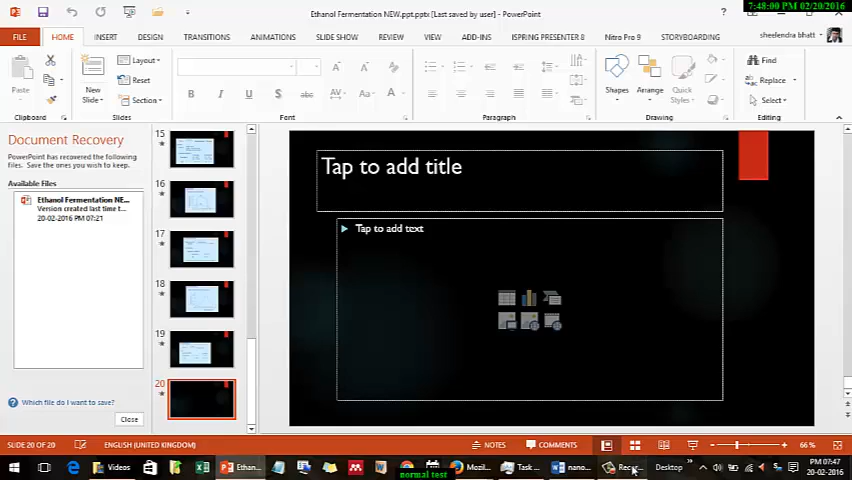 7:48:00 PM 02/20/2016
Ethanol Fermentation NEW.ppt.pptx [Last saved by user] - PowerPoint
FILE HOME INSERT DESIGN TRANSITIONS ANIMATIONS SLIDE SHOW REVIEW VIEW ADD-INS ISPRING PRESENTER 8 Nitro Pro 9 STORYBOARDING sheelendra bhatt
Paste
New Slide
Layout
Reset
Section
Shapes
Arrange
Quick Styles
Find
Replace
Select
Clipboard Slides Font Paragraph Drawing Editing
Document Recovery
PowerPoint has recovered the following files. Save the ones you wish to keep.
Available Files
Ethanol Fermentation NE...
Version created last time t...
20-02-2016 PM 07:21
Which file do I want to save?
Close
15
16
17
18
19
20
Tap to add title
Tap to add text
SLIDE 20 OF 20 ENGLISH (UNITED KINGDOM) NOTES COMMENTS 66 %
Videos Ethan... Mozil... Task ... nano... Recor... Desktop PM 07:47
20-02-2016
normal test